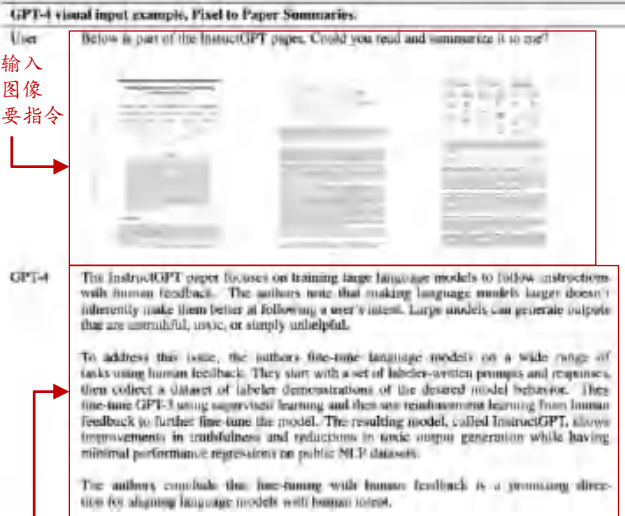 GPT-4 visual input example, Pixel to Paper Summaries.
User
Below is part of the InstuctGPT paper. Could you read and summarize it to me?
输入
图像
要指令
GPT-4
The InstructGPT paper focuses on training large language models to follow instructions
with human feedback. The authors note that making language models larger doesn't
inherently make them better at following a user's intent. Large models can generate outputs
that are untruthful, toxic, or simply unhelpful.
To address this issue, the authors fine-tune language models on a wide range of
tasks using human feedback. They start with a set of labeler-written prompts and responses,
then collect a dataset of labeler demonstrations of the desired model behavior. They
fine-tune GPT-3 using supervised learning and then use reinforcement learning from human
feedback to further fine-tune the model. The resulting model, called InstructGPT, shows
improvements in truthfulness and reductions in toxic output generation while having
minimal performance regressions on public NLP datasets.
The authors conclude that fine-tuning with human feedback is a promising direc-
tion for aligning language models with human intent.